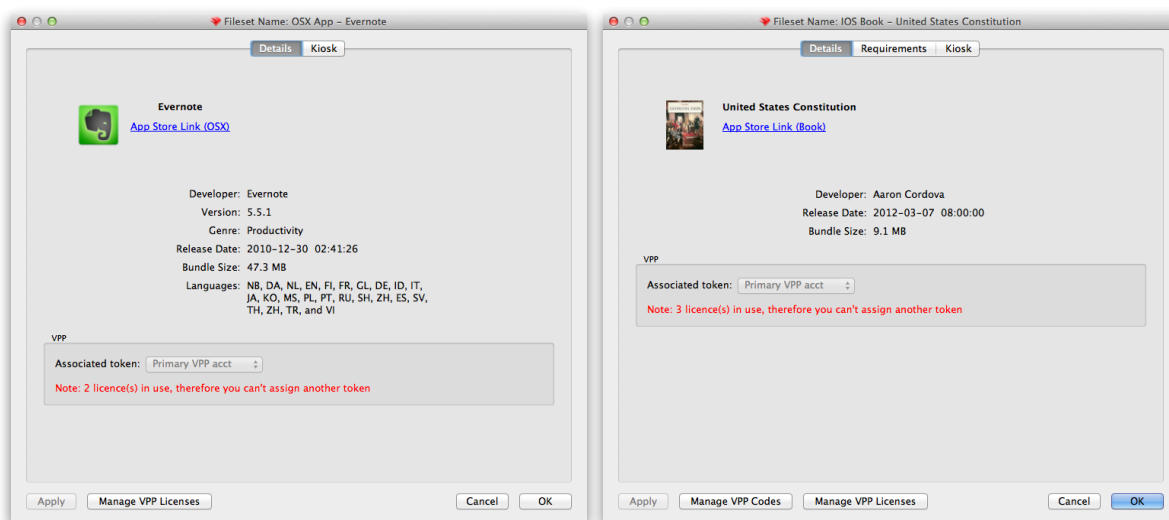 Fileset Name: OSX App – Evernote
Details Kiosk
Evernote
App Store Link (OSX)
Developer: Evernote
Version: 5.5.1
Genre: Productivity
Release Date: 2010-12-30 02:41:26
Bundle Size: 47.3 MB
Languages: NB, DA, NL, EN, FI, FR, GL, DE, ID, IT,
JA, KO, MS, PL, PT, RU, SH, ZH, ES, SV,
TH, ZH, TR, and VI
VPP
Associated token: Primary VPP acct
Note: 2 licence(s) in use, therefore you can't assign another token
Apply Manage VPP Licenses Cancel OK
Fileset Name: IOS Book – United States Constitution
Details Requirements Kiosk
United States Constitution
App Store Link (Book)
Developer: Aaron Cordova
Release Date: 2012-03-07 08:00:00
Bundle Size: 9.1 MB
VPP
Associated token: Primary VPP acct
Note: 3 licence(s) in use, therefore you can't assign another token
Apply Manage VPP Codes Manage VPP Licenses Cancel OK